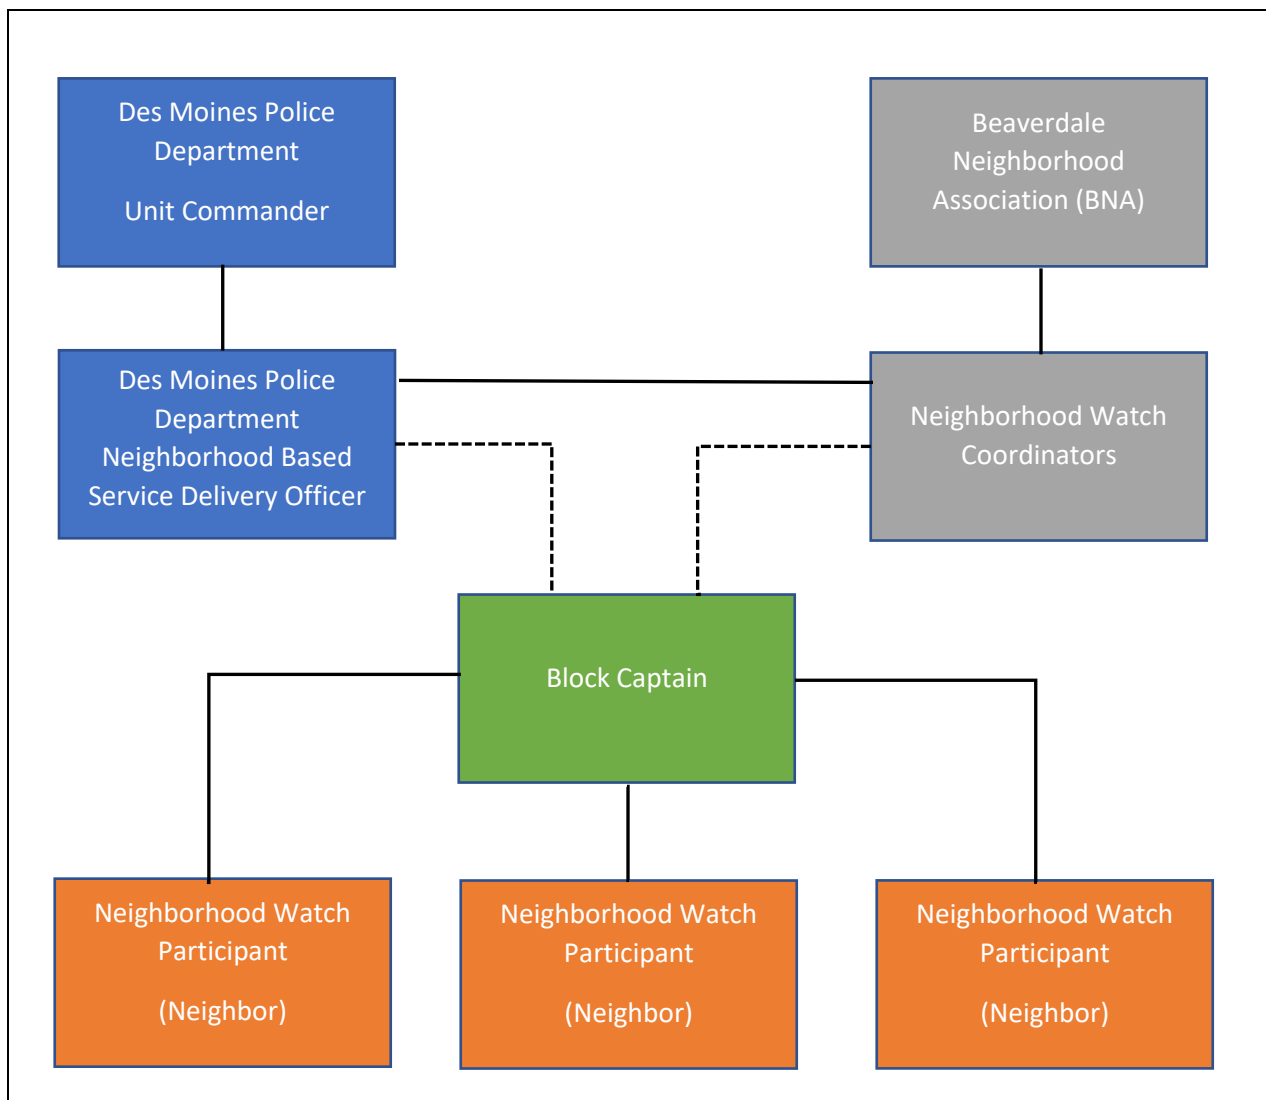 Des Moines Police
Department
Unit Commander
Beaverdale
Neighborhood
Association (BNA)
Des Moines Police
Department
Neighborhood Based
Service Delivery Officer
Neighborhood Watch
Coordinators
Block Captain
Neighborhood Watch
Participant
(Neighbor)
Neighborhood Watch
Participant
(Neighbor)
Neighborhood Watch
Participant
(Neighbor)